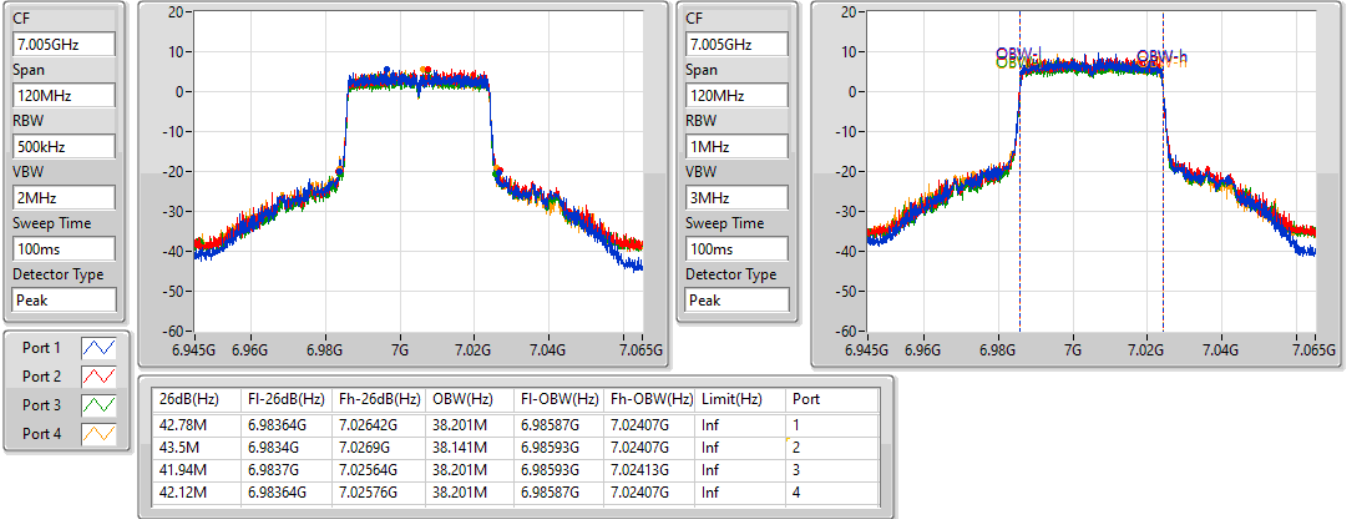 CF
7.005GHz
Span
120MHz
RBW
500kHz
VBW
2MHz
Sweep Time
100ms
Detector Type
Peak
Port 1
Port 2
Port 3
Port 4
20
10
0
-10
-20
-30
-40
-50
-60
6.945G 6.96G 6.98G 7G 7.02G 7.04G 7.065G
CF
7.005GHz
Span
120MHz
RBW
1MHz
VBW
3MHz
Sweep Time
100ms
Detector Type
Peak
20
10
0
-10
-20
-30
-40
-50
-60
OBW-l OBW-h
6.945G 6.96G 6.98G 7G 7.02G 7.04G 7.065G
26dB(Hz) Fl-26dB(Hz) Fh-26dB(Hz) OBW(Hz) Fl-OBW(Hz) Fh-OBW(Hz) Limit(Hz) Port
42.78M 6.98364G 7.02642G 38.201M 6.98587G 7.02407G Inf 1
43.5M 6.9834G 7.0269G 38.141M 6.98593G 7.02407G Inf 2
41.94M 6.9837G 7.02564G 38.201M 6.98593G 7.02413G Inf 3
42.12M 6.98364G 7.02576G 38.201M 6.98587G 7.02407G Inf 4